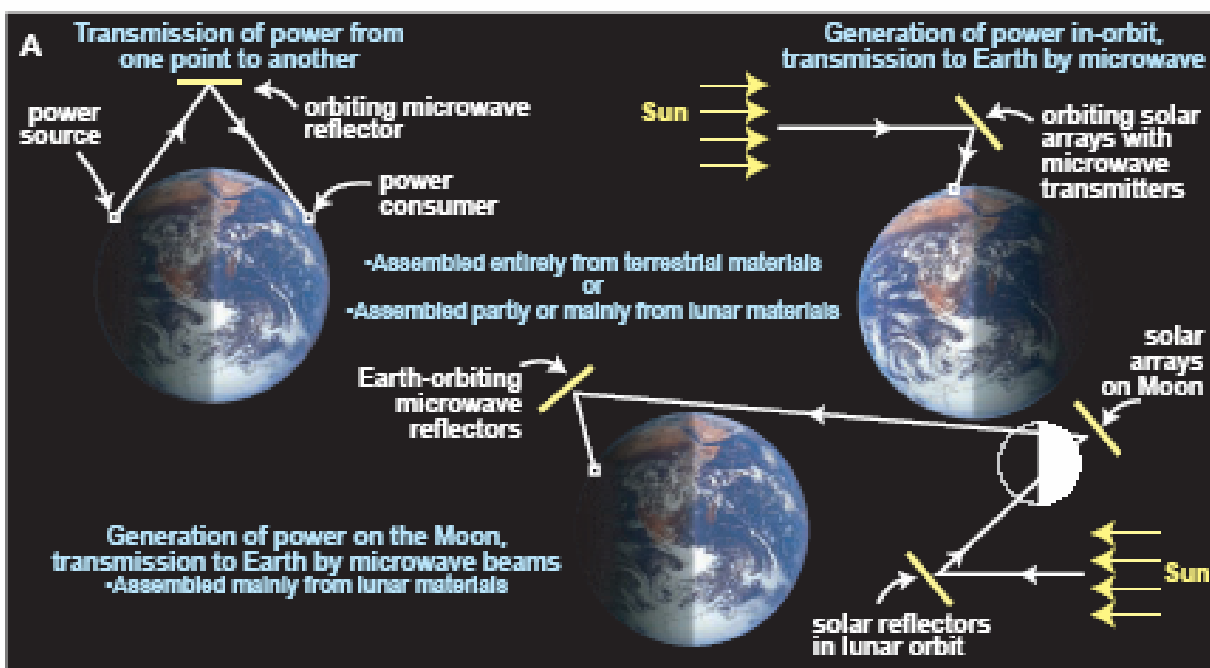 A
Transmission of power from
one point to another
power
source
orbiting microwave
reflector
power
consumer
Generation of power in-orbit,
transmission to Earth by microwave
Sun
orbiting solar
arrays with
microwave
transmitters
•Assembled entirely from terrestrial materials
or
•Assembled partly or mainly from lunar materials
Earth-orbiting
microwave
reflectors
solar
arrays
on Moon
Generation of power on the Moon,
transmission to Earth by microwave beams
•Assembled mainly from lunar materials
Sun
solar reflectors
in lunar orbit